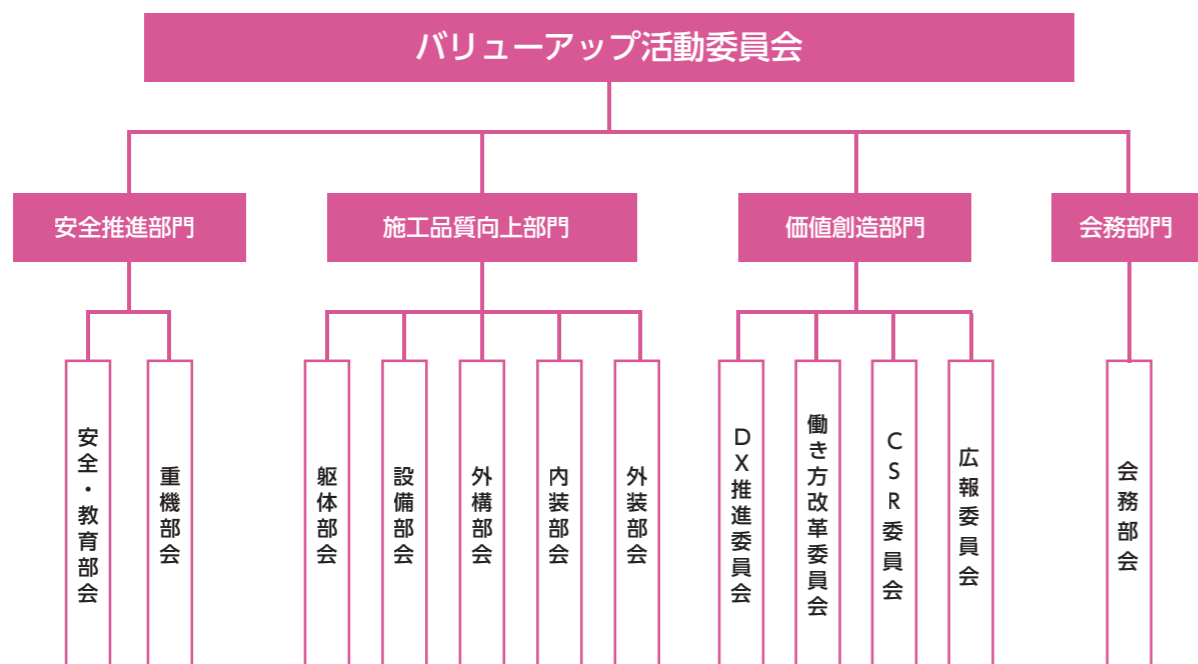 バリューアップ活動委員会
安全推進部門
施工品質向上部門
価値創造部門
会務部門
安全・教育部会
重機部会
躯体部会
設備部会
外構部会
内装部会
外装部会
DX推進委員会
働き方改革委員会
CSR委員会
広報委員会
会務部会